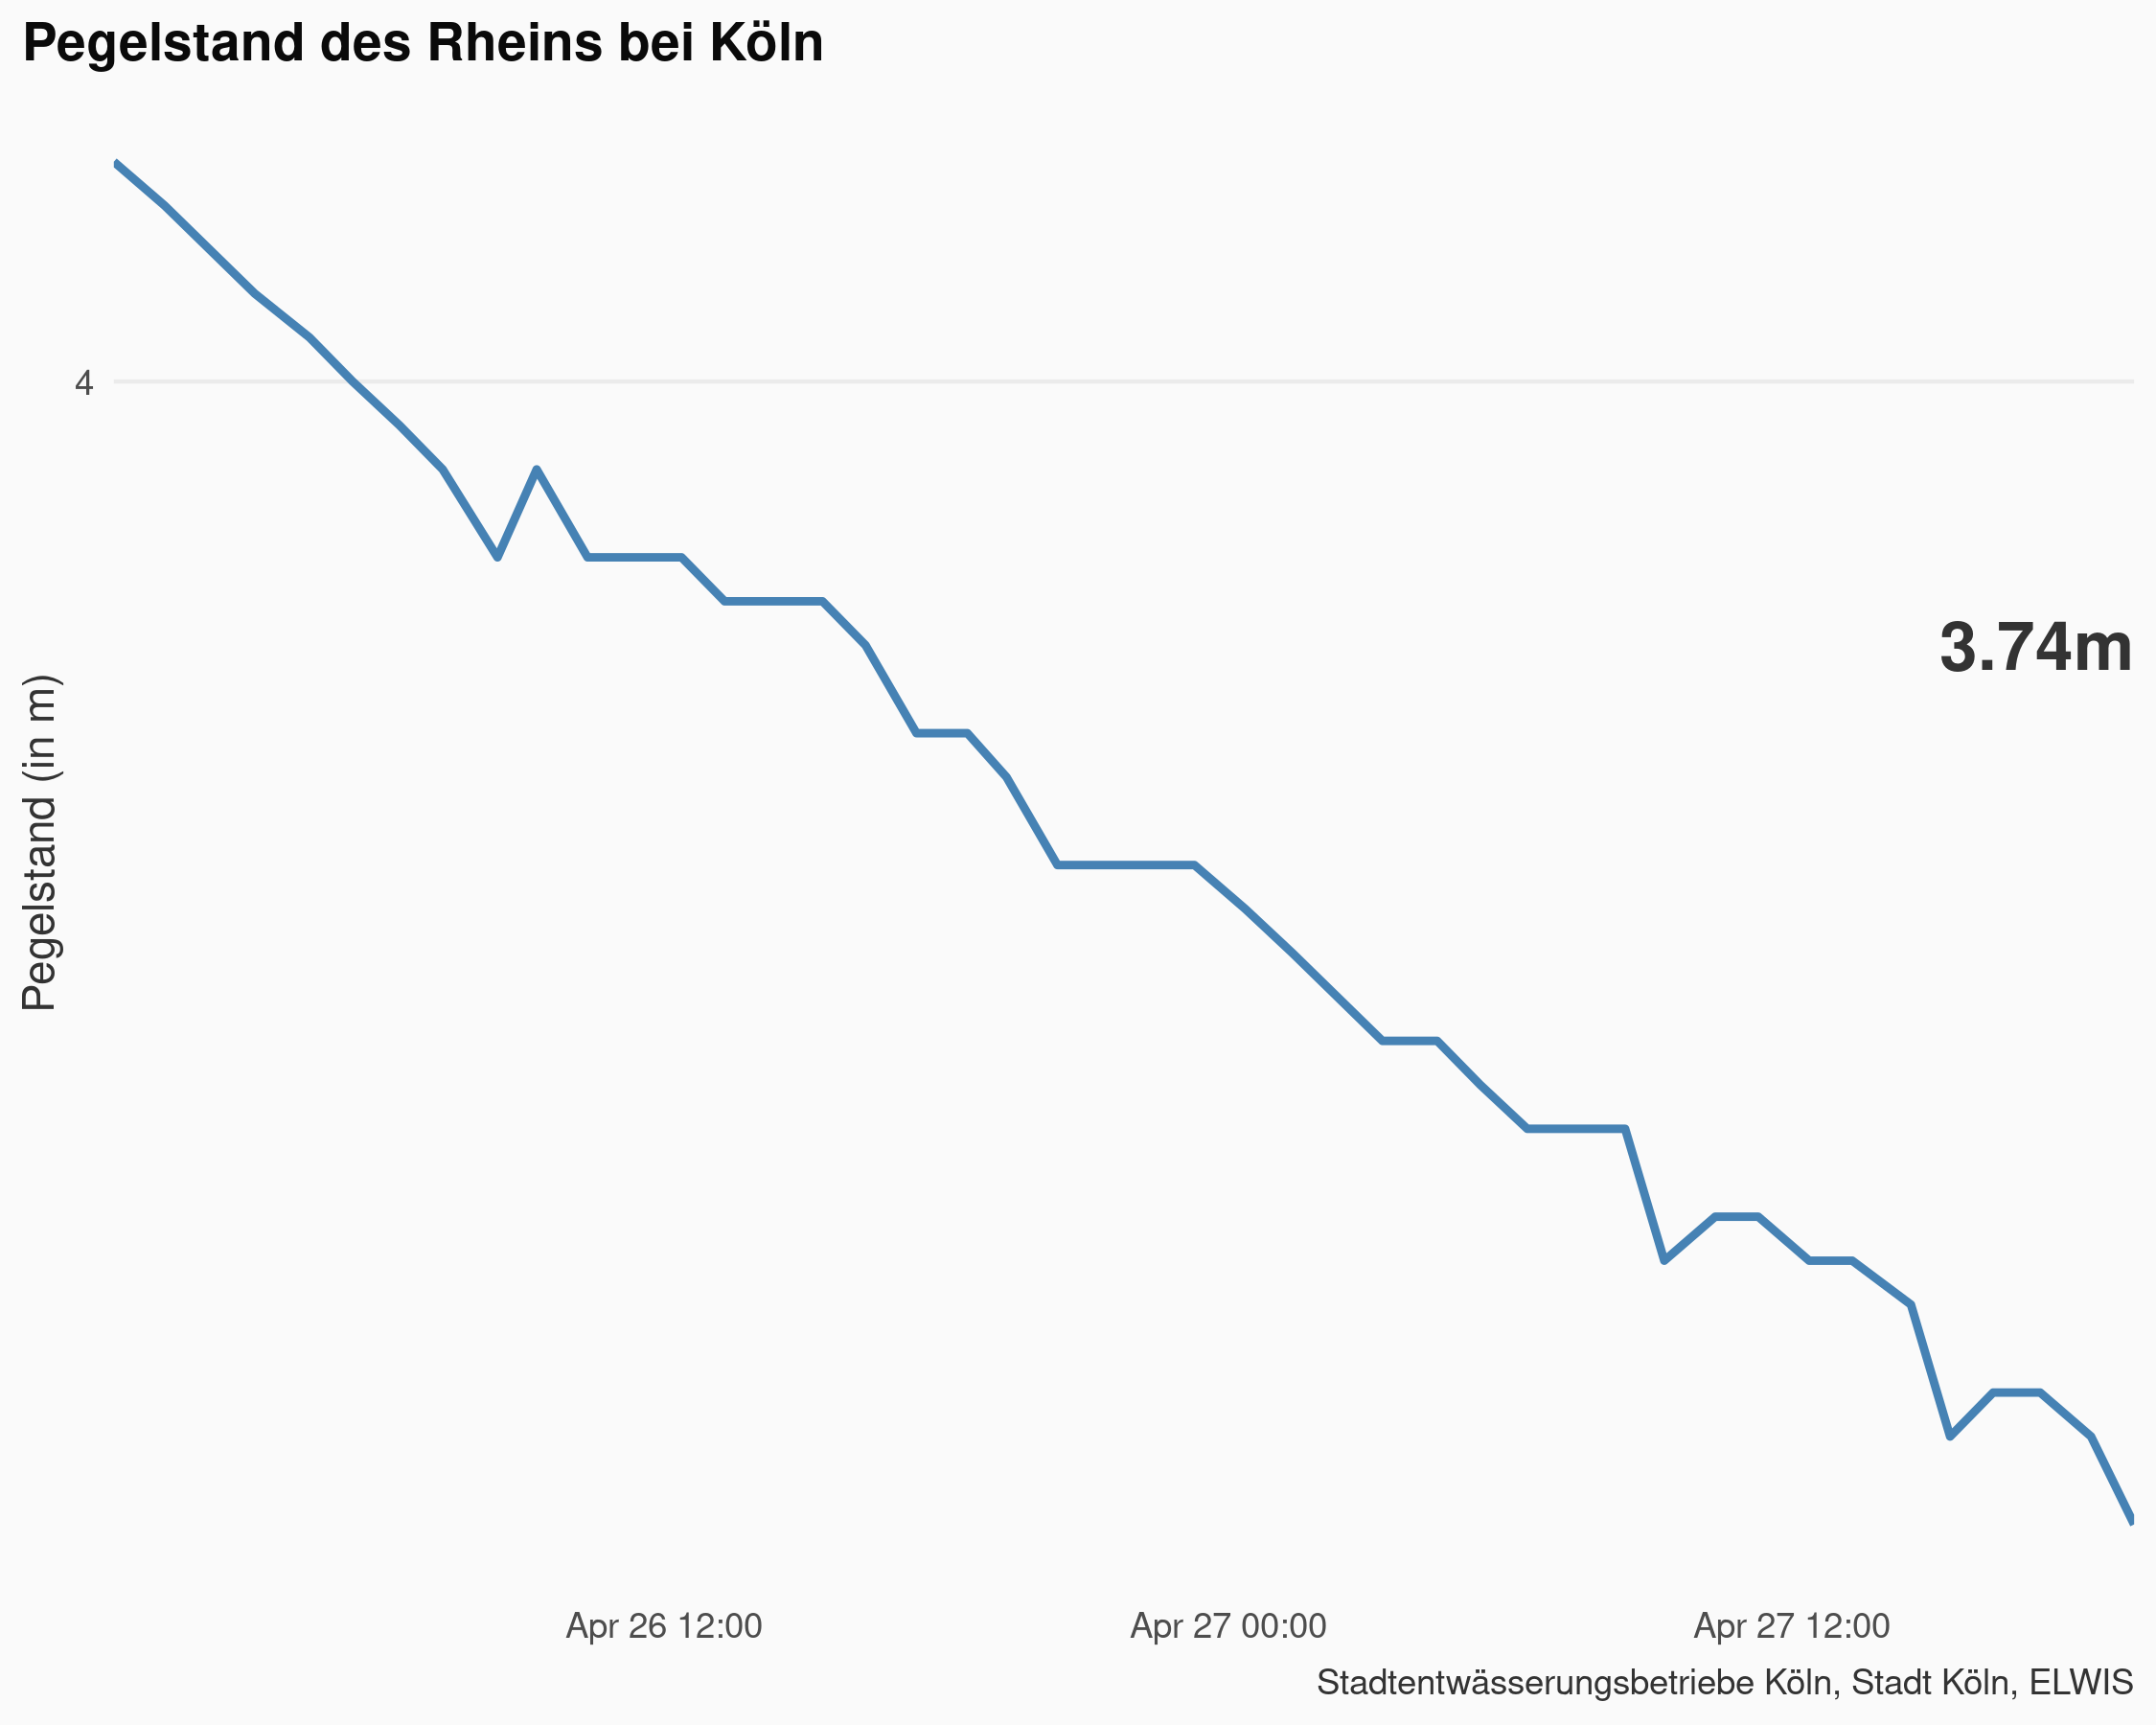 Pegelstand des Rheins bei Köln
4
3.74m
Pegelstand (in m)
Apr 26 12:00
Apr 27 00:00
Apr 27 12:00
Stadtentwässerungsbetriebe Köln, Stadt Köln, ELWIS